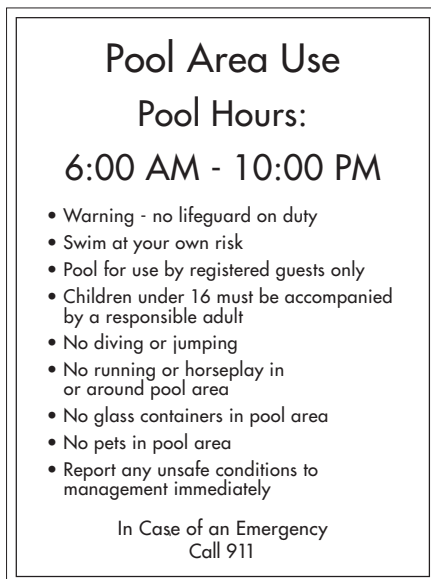 Pool Area Use
Pool Hours:
6:00 AM - 10:00 PM
• Warning - no lifeguard on duty
• Swim at your own risk
• Pool for use by registered guests only
• Children under 16 must be accompanied
by a responsible adult
• No diving or jumping
• No running or horseplay in
or around pool area
• No glass containers in pool area
• No pets in pool area
• Report any unsafe conditions to
management immediately
In Case of an Emergency
Call 911